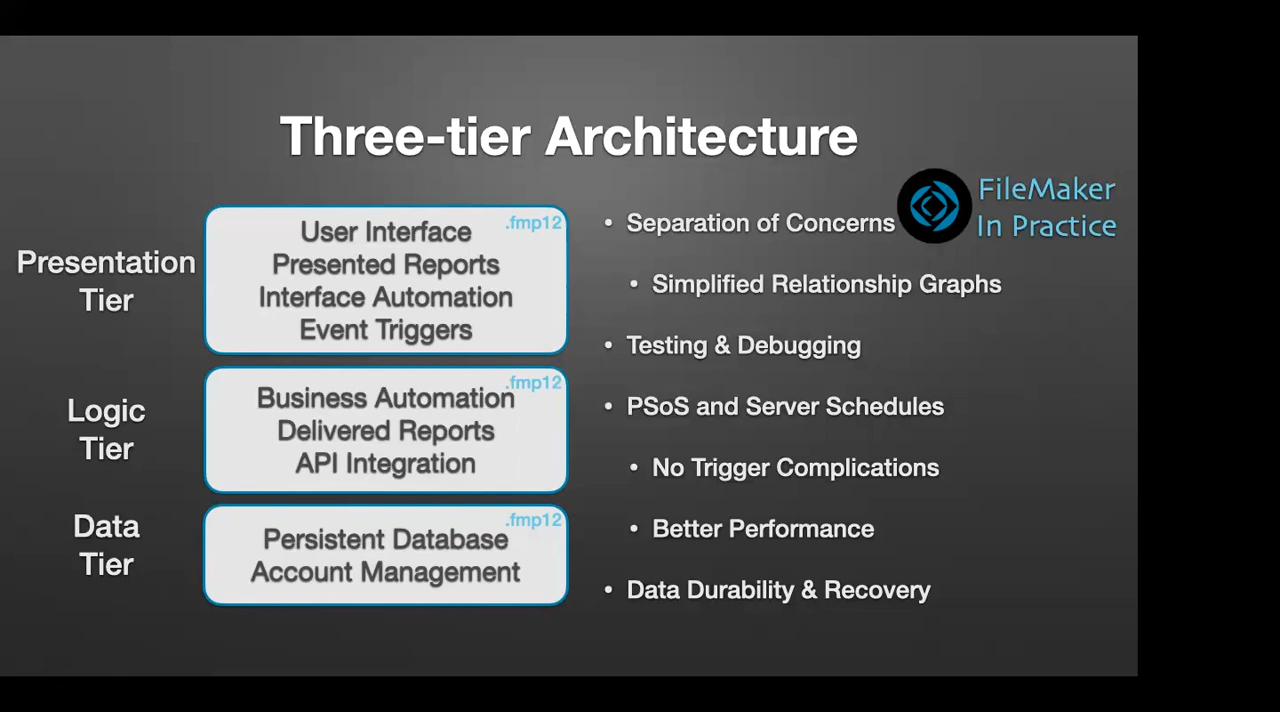 Three-tier Architecture
FileMaker
In Practice
Presentation
Tier
.fmp12
User Interface
Presented Reports
Interface Automation
Event Triggers
Logic
Tier
.fmp12
Business Automation
Delivered Reports
API Integration
Data
Tier
.fmp12
Persistent Database
Account Management
• Separation of Concerns
• Simplified Relationship Graphs
• Testing & Debugging
• PSoS and Server Schedules
• No Trigger Complications
• Better Performance
• Data Durability & Recovery